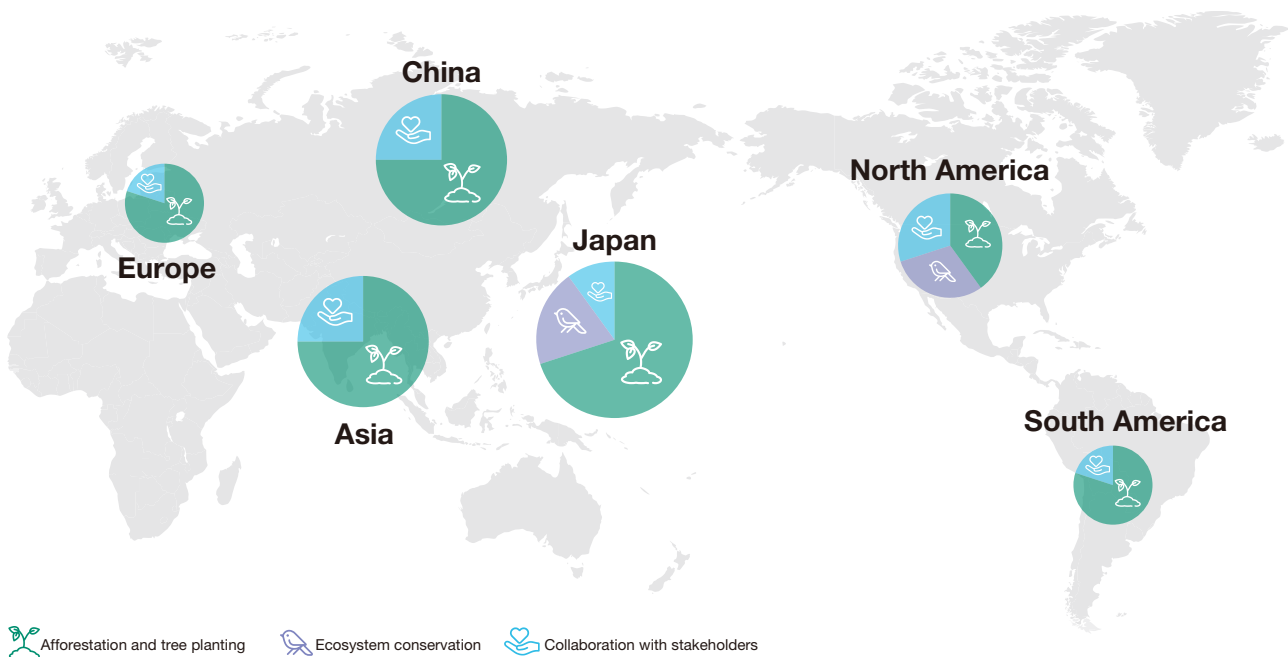 China
North America
Japan
Europe
South America
Asia
Afforestation and tree planting
Ecosystem conservation
Collaboration with stakeholders